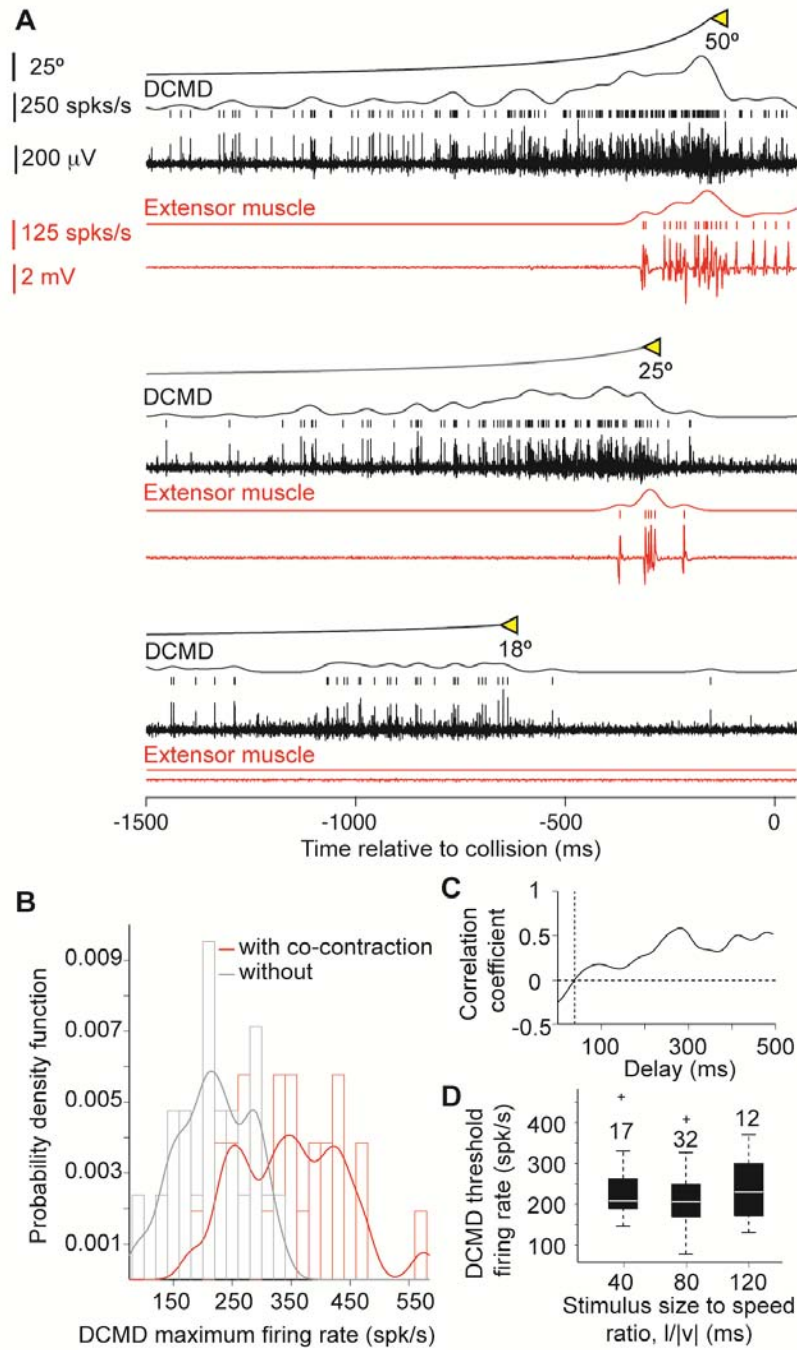 A
50º
25º
DCMD
250 spks/s
200 μV
Extensor muscle
125 spks/s
2 mV
25º
DCMD
Extensor muscle
18º
DCMD
Extensor muscle
-1500 -1000 -500 0
Time relative to collision (ms)
B
with co-contraction
without
0.009
0.007
0.005
0.003
0.001
Probability density function
150 250 350 450 550
DCMD maximum firing rate (spk/s)
C
1
0.5
0
-0.5
Correlation
coefficient
100 300 500
Delay (ms)
D
400
300
200
100
DCMD threshold
firing rate (spk/s)
17 32 12
40 80 120
Stimulus size to speed
ratio, l/|v| (ms)